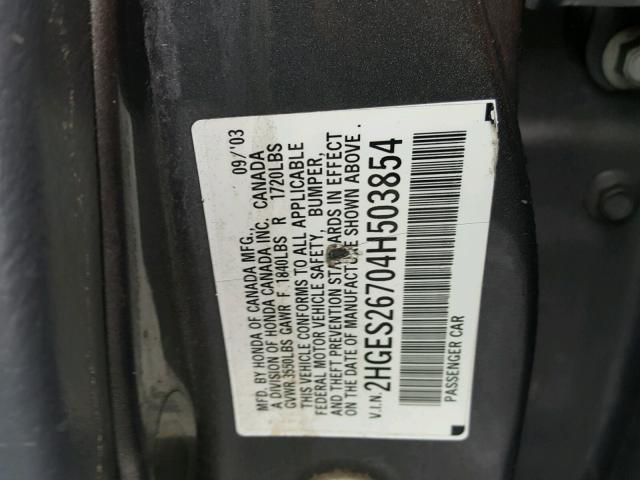 09/'03
MFD. BY HONDA OF CANADA MFG., CANADA
A DIVISION OF HONDA CANADA INC.
GVWR 3590LBS GAWR F 1840LBS R 1720LBS
THIS VEHICLE CONFORMS TO ALL APPLICABLE
FEDERAL MOTOR VEHICLE SAFETY, BUMPER,
AND THEFT PREVENTION STANDARDS IN EFFECT
ON THE DATE OF MANUFACTURE SHOWN ABOVE.
V.I.N. 2HGES26704H503854
PASSENGER CAR